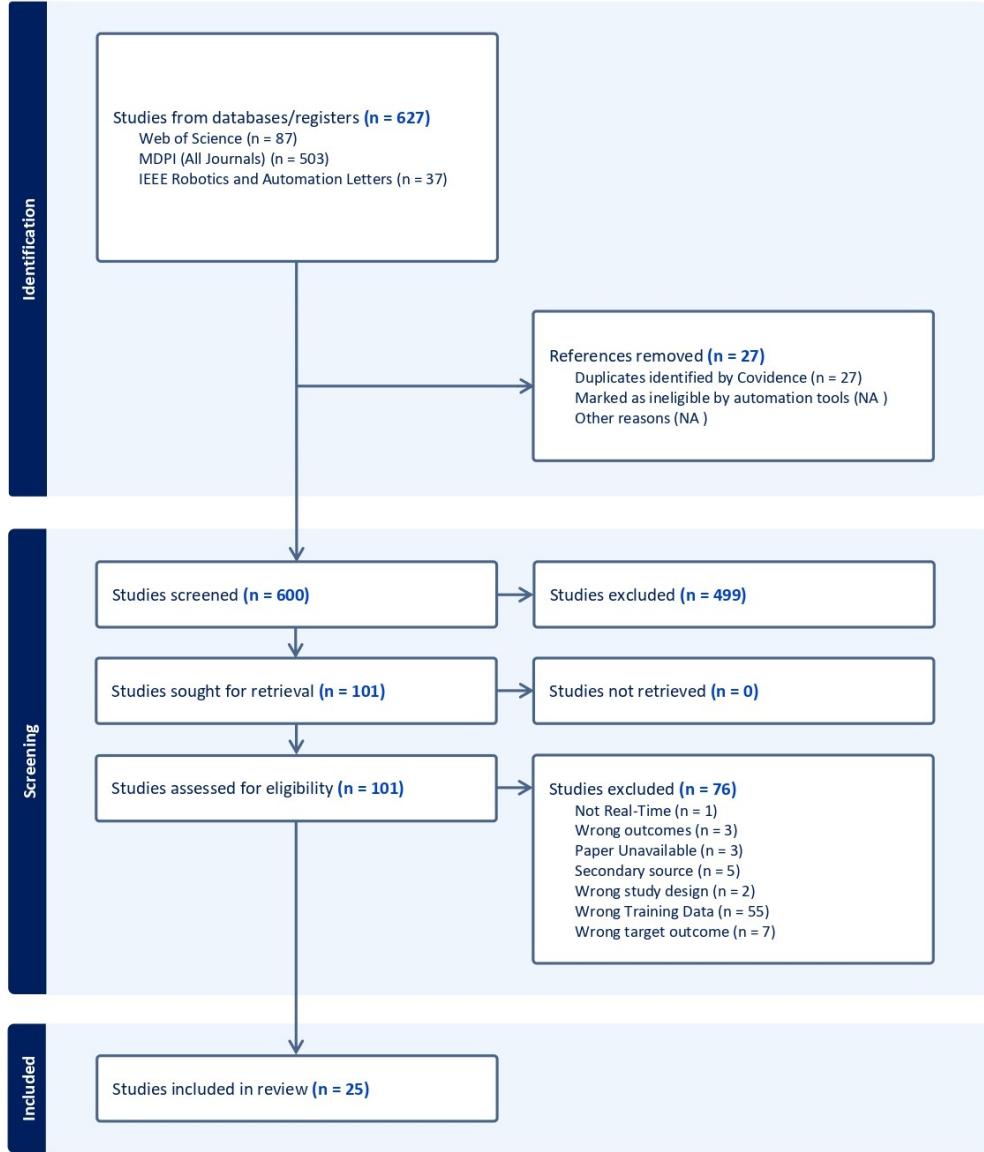 Identification
Studies from databases/registers (n = 627)
Web of Science (n = 87)
MDPI (All Journals) (n = 503)
IEEE Robotics and Automation Letters (n = 37)
References removed (n = 27)
Duplicates identified by Covidence (n = 27)
Marked as ineligible by automation tools (NA )
Other reasons (NA )
Screening
Studies screened (n = 600)
Studies excluded (n = 499)
Studies sought for retrieval (n = 101)
Studies not retrieved (n = 0)
Studies assessed for eligibility (n = 101)
Studies excluded (n = 76)
Not Real-Time (n = 1)
Wrong outcomes (n = 3)
Paper Unavailable (n = 3)
Secondary source (n = 5)
Wrong study design (n = 2)
Wrong Training Data (n = 55)
Wrong target outcome (n = 7)
Included
Studies included in review (n = 25)